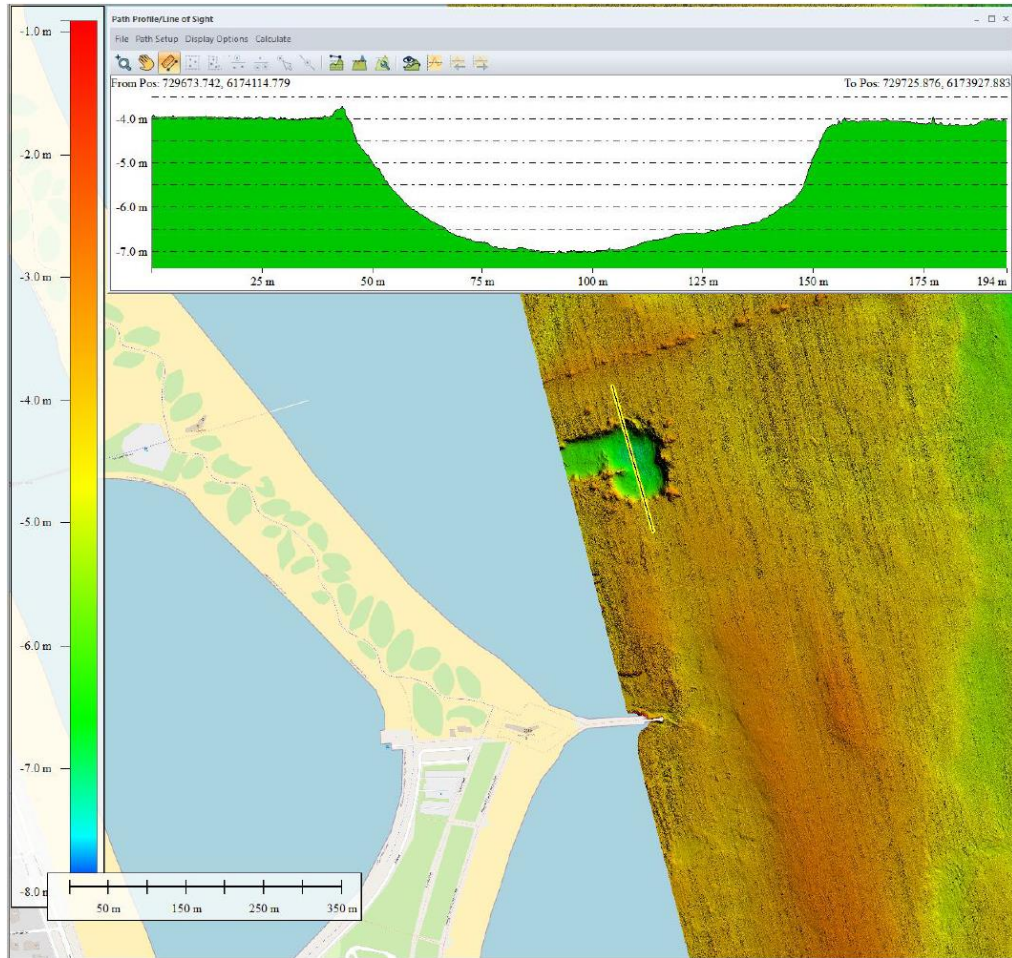 Path Profile/Line of Sight
File Path Setup Display Options Calculate
From Pos: 729673.742, 6174114.779
To Pos: 729725.876, 6173927.883
-4.0 m
-5.0 m
-6.0 m
-7.0 m
25 m
50 m
75 m
100 m
125 m
150 m
175 m
194 m
-1.0 m
-2.0 m
-3.0 m
-4.0 m
-5.0 m
-6.0 m
-7.0 m
-8.0 m
50 m
150 m
250 m
350 m